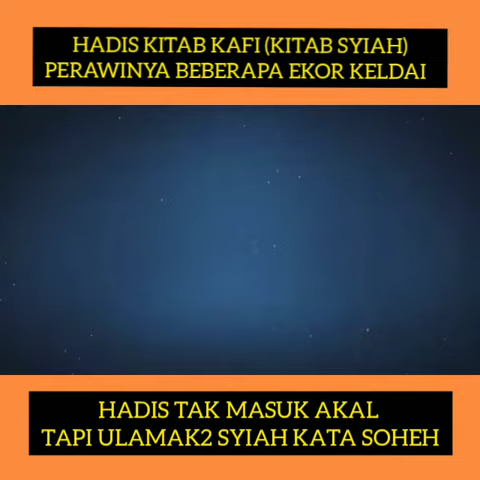 HADIS KITAB KAFI (KITAB SYIAH)
PERAWINYA BEBERAPA EKOR KELDAI
HADIS TAK MASUK AKAL
TAPI ULAMAK2 SYIAH KATA SOHEH